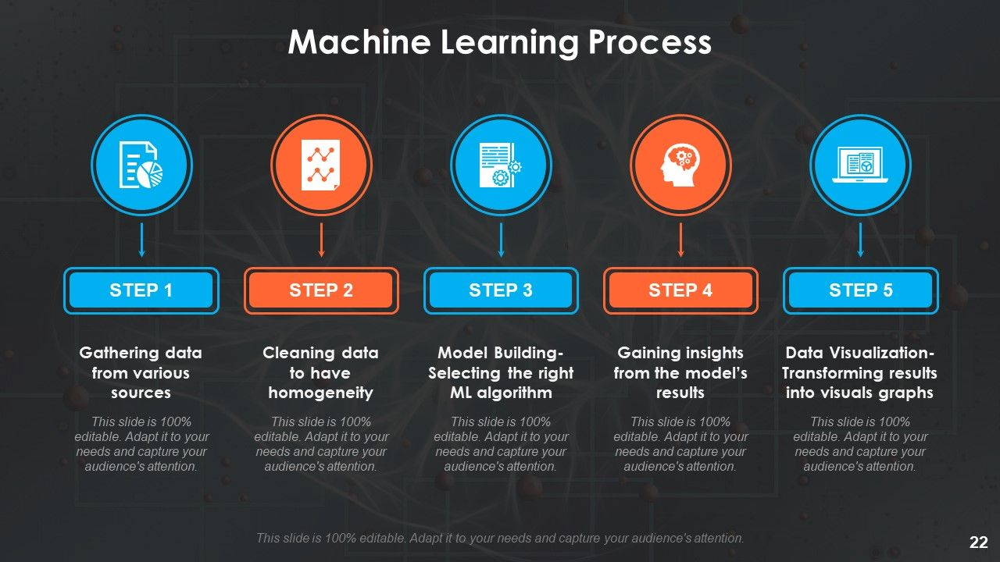 Machine Learning Process
STEP 1
Gathering data
from various
sources
This slide is 100%
editable. Adapt it to your
needs and capture your
audience's attention.
STEP 2
Cleaning data
to have
homogeneity
This slide is 100%
editable. Adapt it to your
needs and capture your
audience's attention.
STEP 3
Model Building-
Selecting the right
ML algorithm
This slide is 100%
editable. Adapt it to your
needs and capture your
audience's attention.
STEP 4
Gaining insights
from the model’s
results
This slide is 100%
editable. Adapt it to your
needs and capture your
audience's attention.
STEP 5
Data Visualization-
Transforming results
into visuals graphs
This slide is 100%
editable. Adapt it to your
needs and capture your
audience's attention.
This slide is 100% editable. Adapt it to your needs and capture your audience's attention.
22